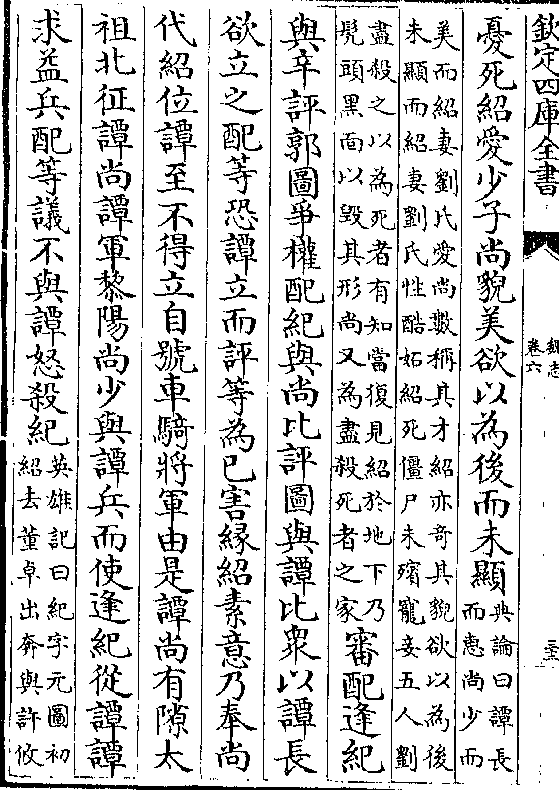 欽定四庫全書
魏志
卷六
三
憂死紹愛少子尚貌美欲以為後而未顯典論曰譚長而惠尚少而
美而紹妻劉氏愛尚數稱其才紹亦奇其貌欲以為後未顯而紹妻劉氏性酷妬紹死僵尸未殯寵妾五人劉
盡殺之以為死者有知當復見紹於地下乃髠頭黑面以毀其形尚又為盡殺死者之家審配逢紀
與辛評郭圖爭權配紀與尚比評圖與譚比衆以譚長
欲立之配等恐譚立而評等為已害緣紹素意乃奉尚
代紹位譚至不得立自號車騎將軍由是譚尚有隙太
祖北征譚尚譚軍黎陽尚少與譚兵而使逢紀從譚譚
求益兵配等議不與譚怒殺紀英雄記曰紀字元圖初紹去董卓出奔與許攸